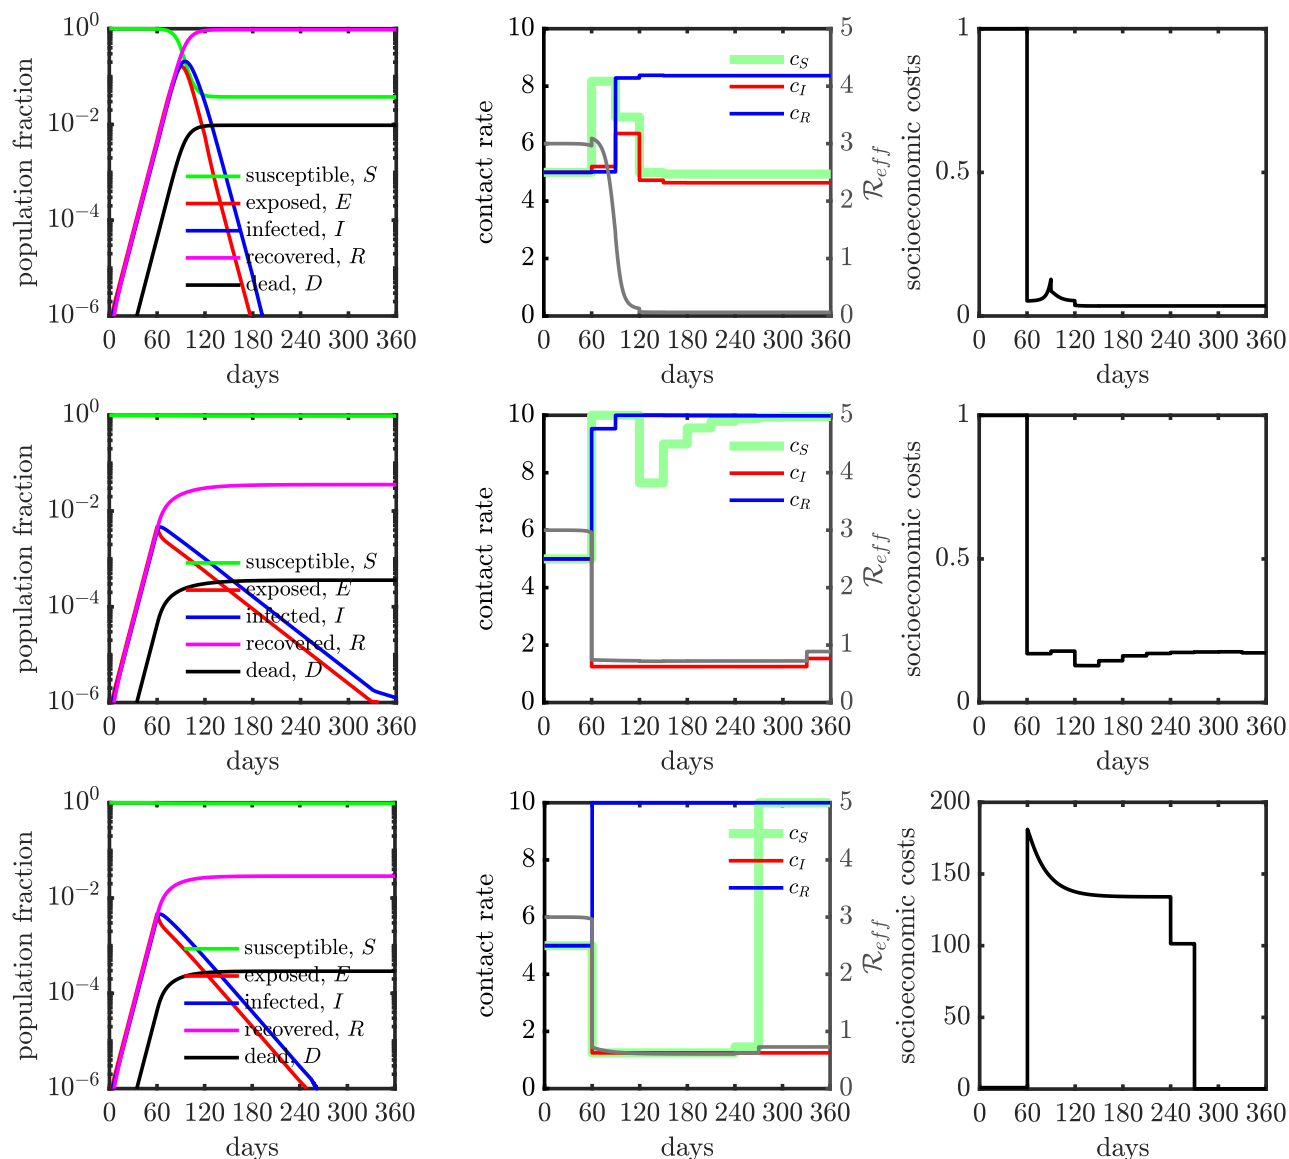 population fraction
10^0
10^-2
10^-4
10^-6
susceptible, S
exposed, E
infected, I
recovered, R
dead, D
0 60 120 180 240 300 360
days
contact rate
10
8
6
4
2
0
c_S
c_I
c_R
5
4
3
2
1
0
R_eff
0 60 120 180 240 300 360
days
socioeconomic costs
1
0.5
0
0 60 120 180 240 300 360
days
population fraction
10^0
10^-2
10^-4
10^-6
susceptible, S
exposed, E
infected, I
recovered, R
dead, D
0 60 120 180 240 300 360
days
contact rate
10
8
6
4
2
0
c_S
c_I
c_R
5
4
3
2
1
0
R_eff
0 60 120 180 240 300 360
days
socioeconomic costs
1
0.5
0
0 60 120 180 240 300 360
days
population fraction
10^0
10^-2
10^-4
10^-6
susceptible, S
exposed, E
infected, I
recovered, R
dead, D
0 60 120 180 240 300 360
days
contact rate
10
8
6
4
2
0
c_S
c_I
c_R
5
4
3
2
1
0
R_eff
0 60 120 180 240 300 360
days
socioeconomic costs
200
150
100
50
0
0 60 120 180 240 300 360
days